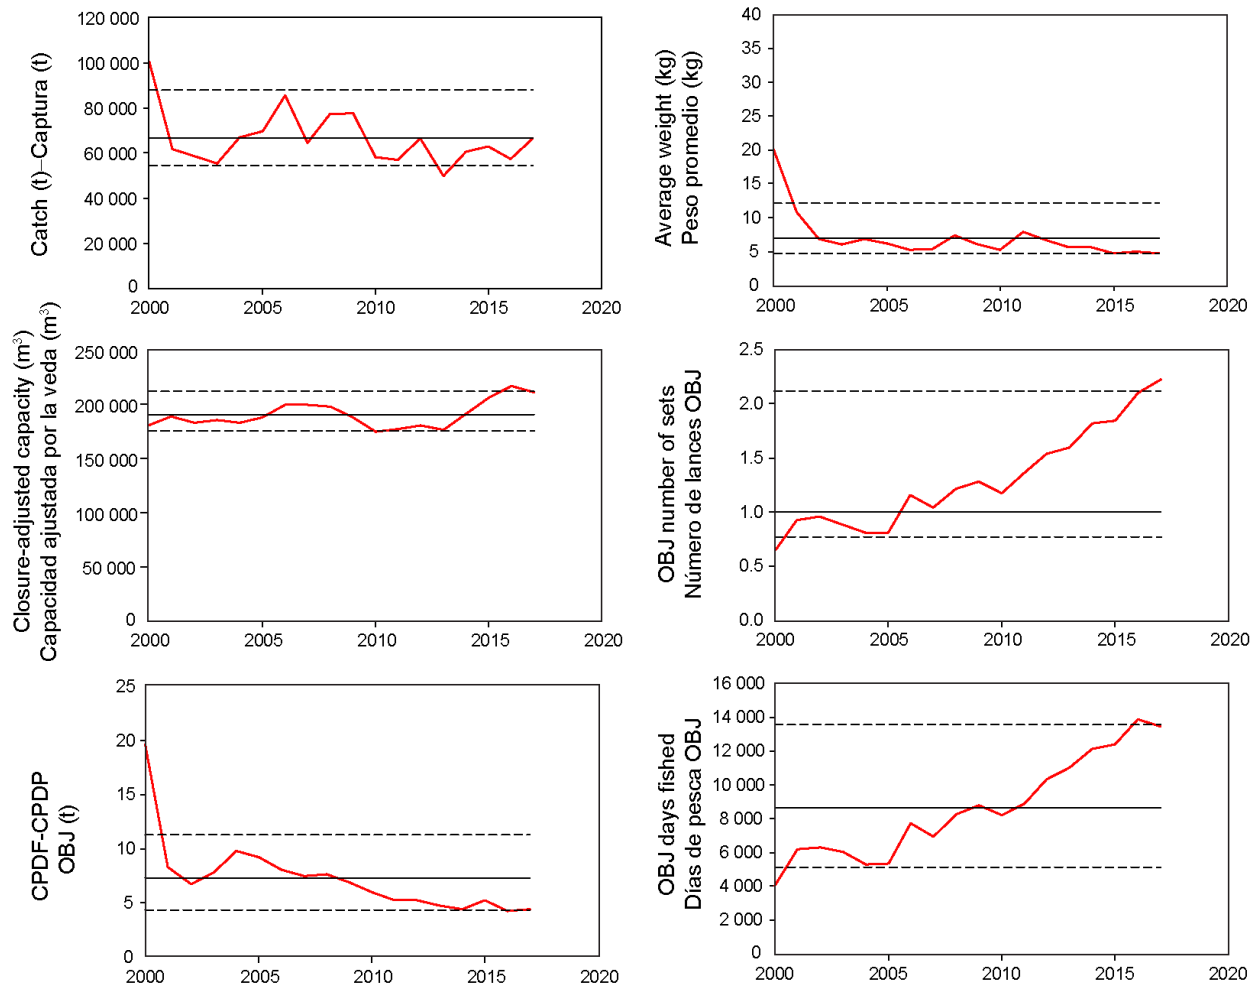 Catch (t)–Captura (t)
120 000
100 000
80 000
60 000
40 000
20 000
0
2000 2005 2010 2015 2020
Average weight (kg)
Peso promedio (kg)
40
35
30
25
20
15
10
5
0
2000 2005 2010 2015 2020
Closure-adjusted capacity (m³)
Capacidad ajustada por la veda (m³)
250 000
200 000
150 000
100 000
50 000
0
2000 2005 2010 2015 2020
OBJ number of sets
Número de lances OBJ
2.5
2.0
1.5
1.0
0.5
0.0
2000 2005 2010 2015 2020
CPDF-CPDP
OBJ (t)
25
20
15
10
5
0
2000 2005 2010 2015 2020
OBJ days fished
Días de pesca OBJ
16 000
14 000
12 000
10 000
8 000
6 000
4 000
2 000
0
2000 2005 2010 2015 2020